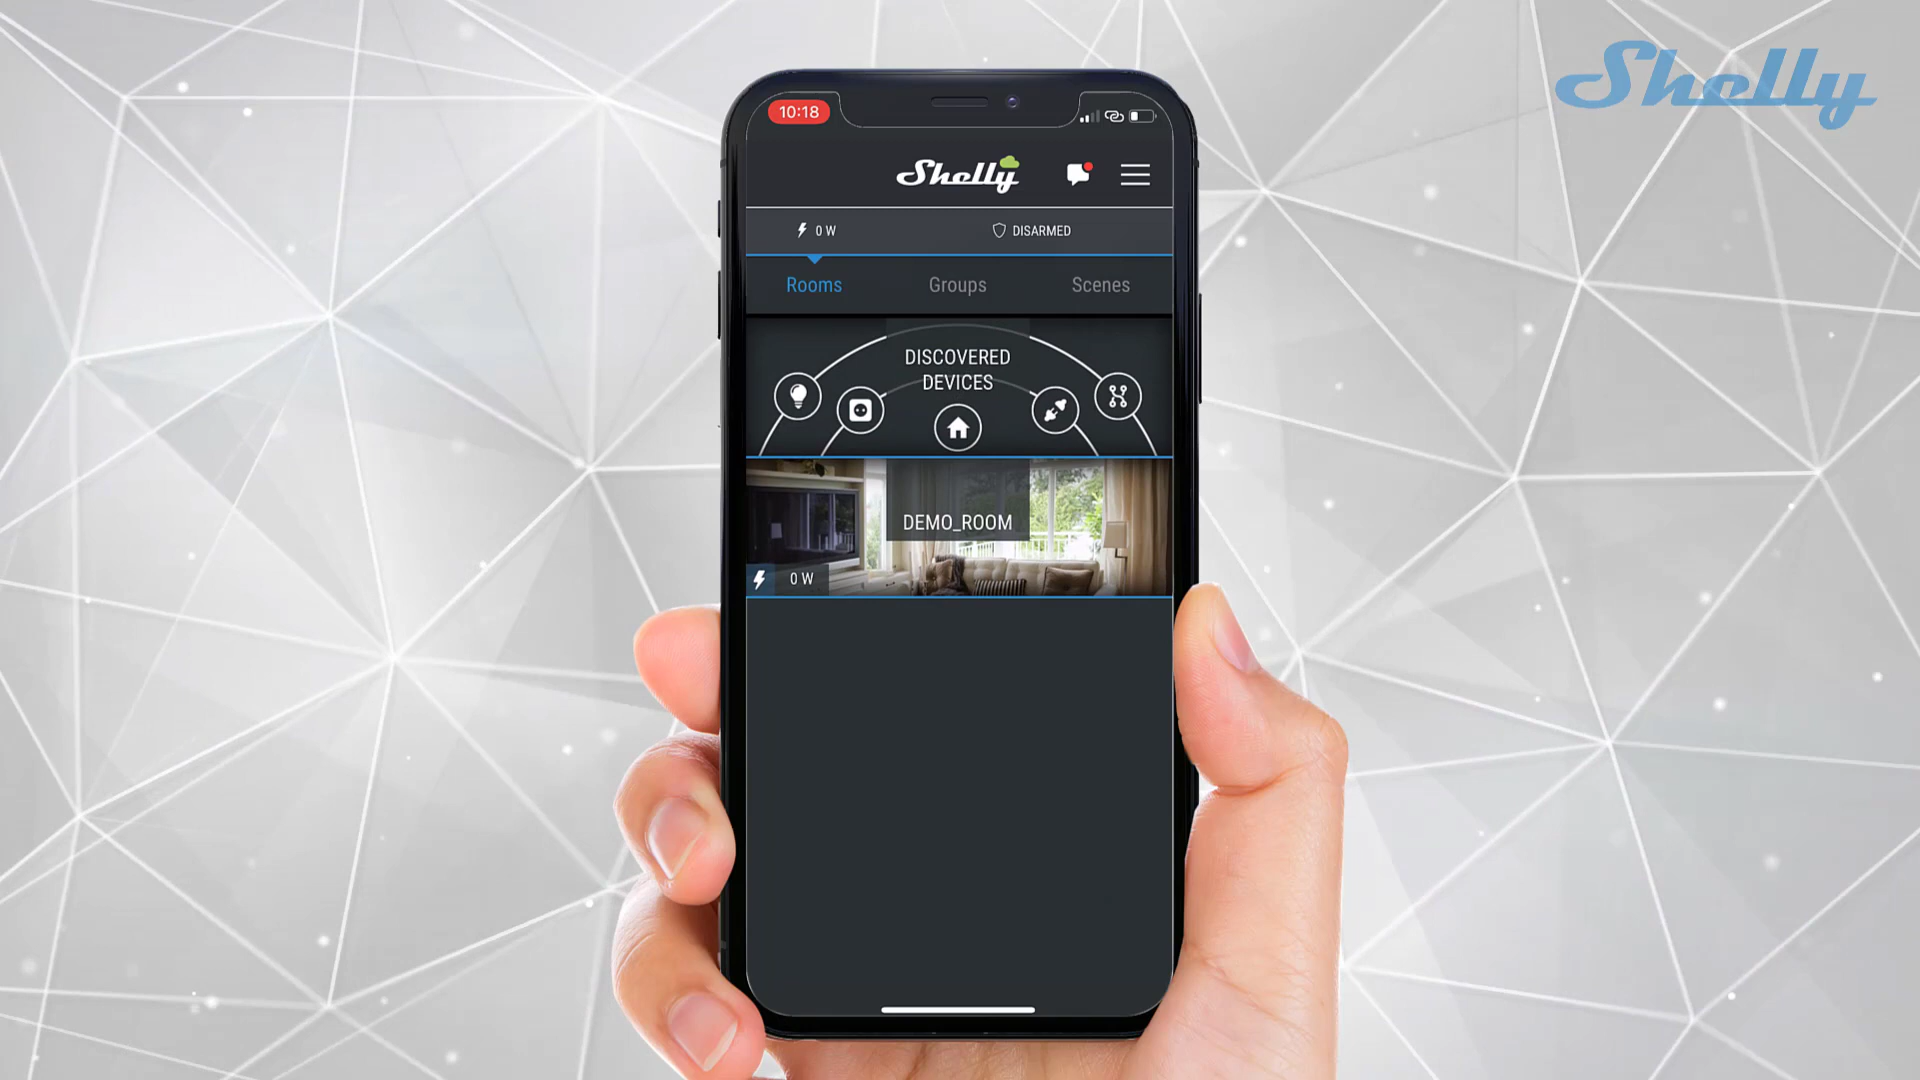 Shelly
10:18
Shelly
0 W
DISARMED
Rooms
Groups
Scenes
DISCOVERED
DEVICES
DEMO_ROOM
0 W